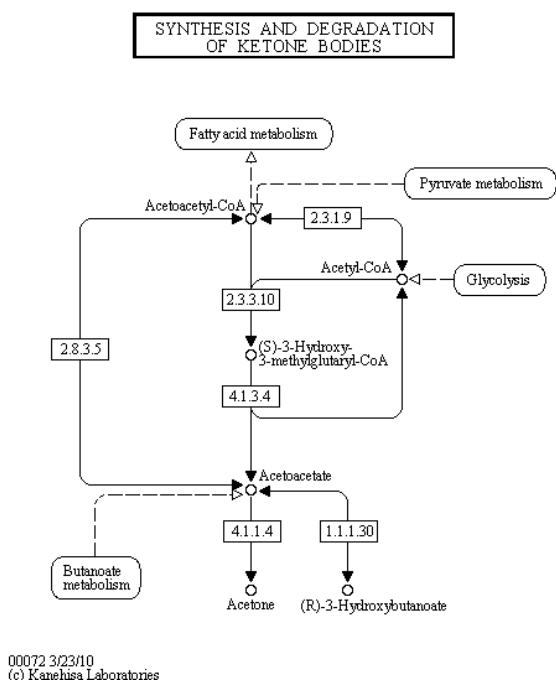 SYNTHESIS AND DEGRADATION
OF KETONE BODIES
Fatty acid metabolism
Pyruvate metabolism
Acetoacetyl-CoA
2.3.1.9
Acetyl-CoA
Glycolysis
2.3.3.10
2.8.3.5
(S)-3-Hydroxy-
3-methylglutaryl-CoA
4.1.3.4
Acetoacetate
4.1.1.4
1.1.1.30
Butanoate
metabolism
Acetone
(R)-3-Hydroxybutanoate
00072 3/23/10
(c) Kanehisa Laboratories